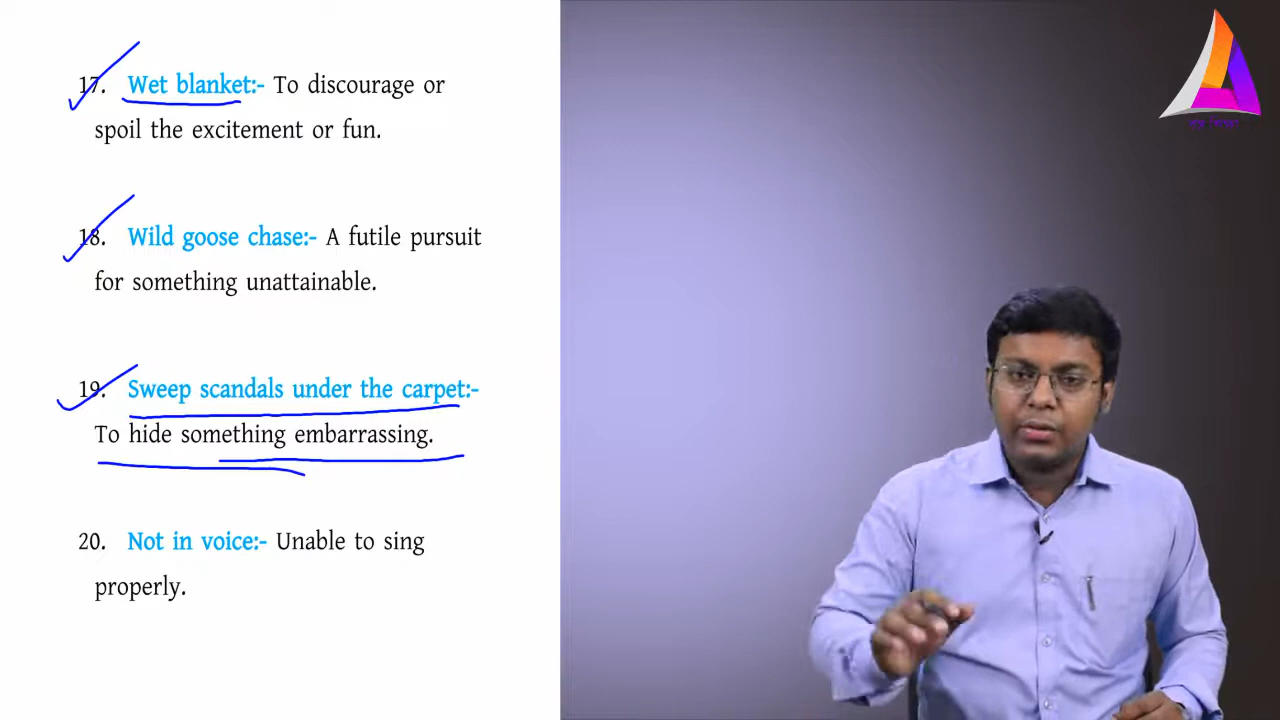 17. Wet blanket:- To discourage or
spoil the excitement or fun.
18. Wild goose chase:- A futile pursuit
for something unattainable.
19. Sweep scandals under the carpet:-
To hide something embarrassing.
20. Not in voice:- Unable to sing
properly.